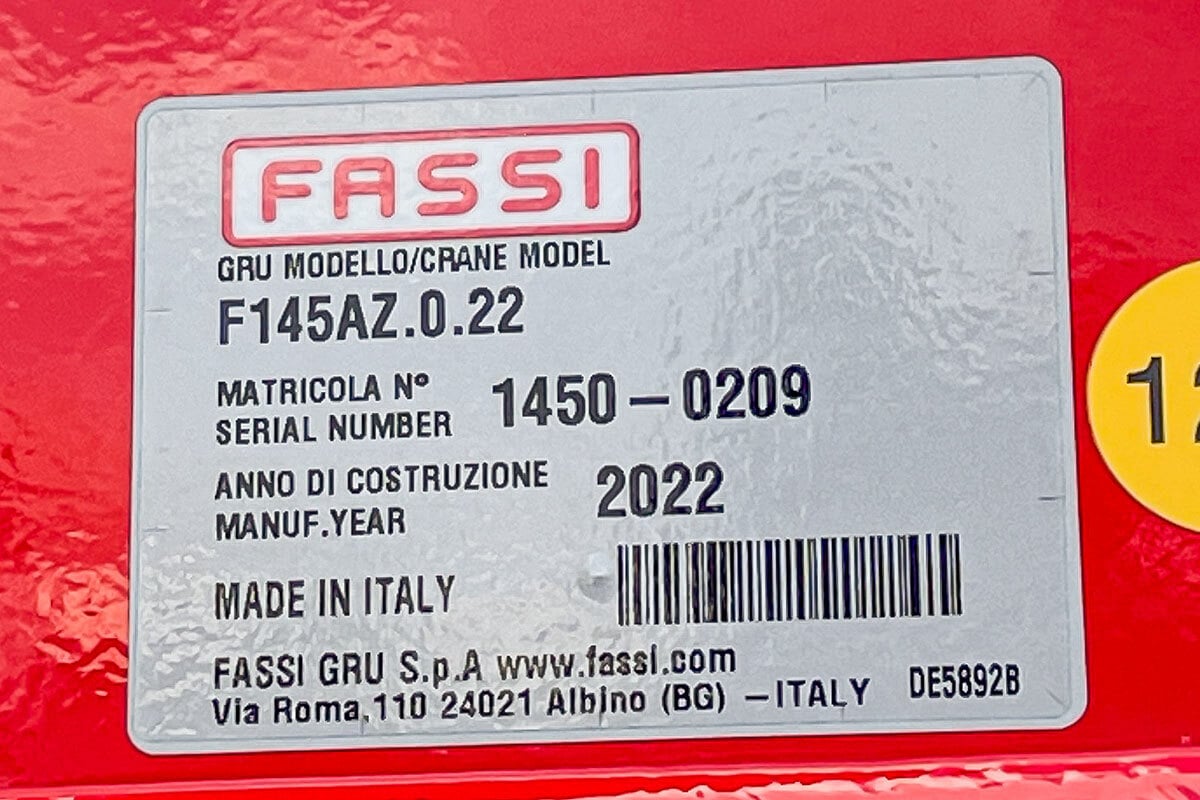 FASSI
GRU MODELLO/CRANE MODEL
F145AZ.0.22
MATRICOLA N° 1450-0209
SERIAL NUMBER
ANNO DI COSTRUZIONE 2022
MANUF.YEAR
MADE IN ITALY
FASSI GRU S.p.A www.fassi.com
Via Roma,110 24021 Albino (BG) -ITALY DE5892B